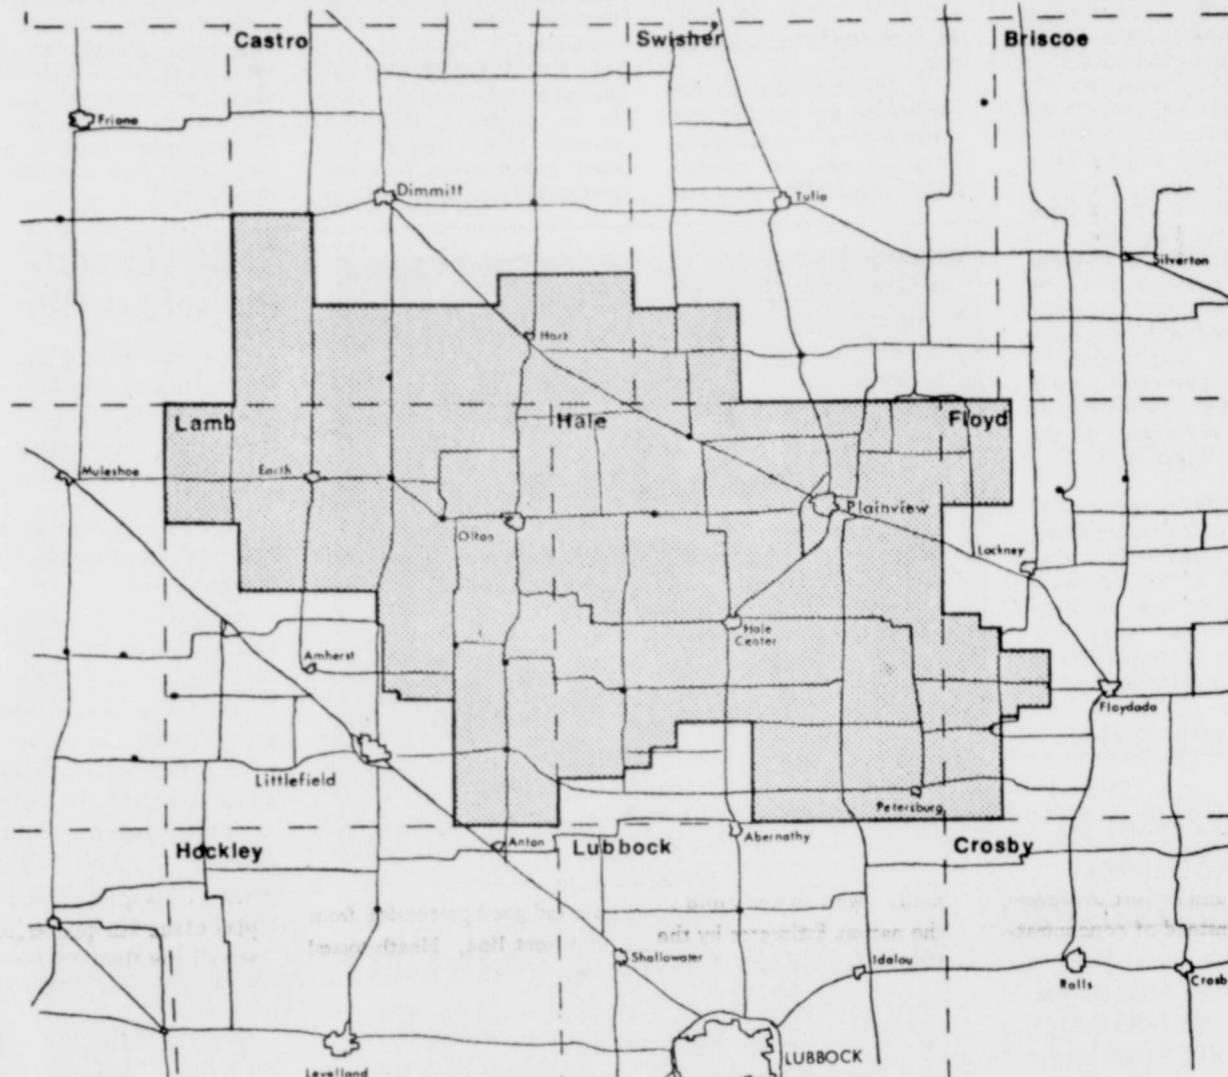 Castro
Swisher
Briscoe
Friona
Dimmitt
Tulia
Silverton
Hart
Lamb
Hale
Floyd
Muleshoe
Earth
Plainview
Olton
Lockney
Hale
Center
Amherst
Floydada
Littlefield
Petersburg
Hockley
Anton
Lubbock
Abernathy
Crosby
Shallowater
Idalou
Ralls
Crosb
LUBBOCK
Levelland